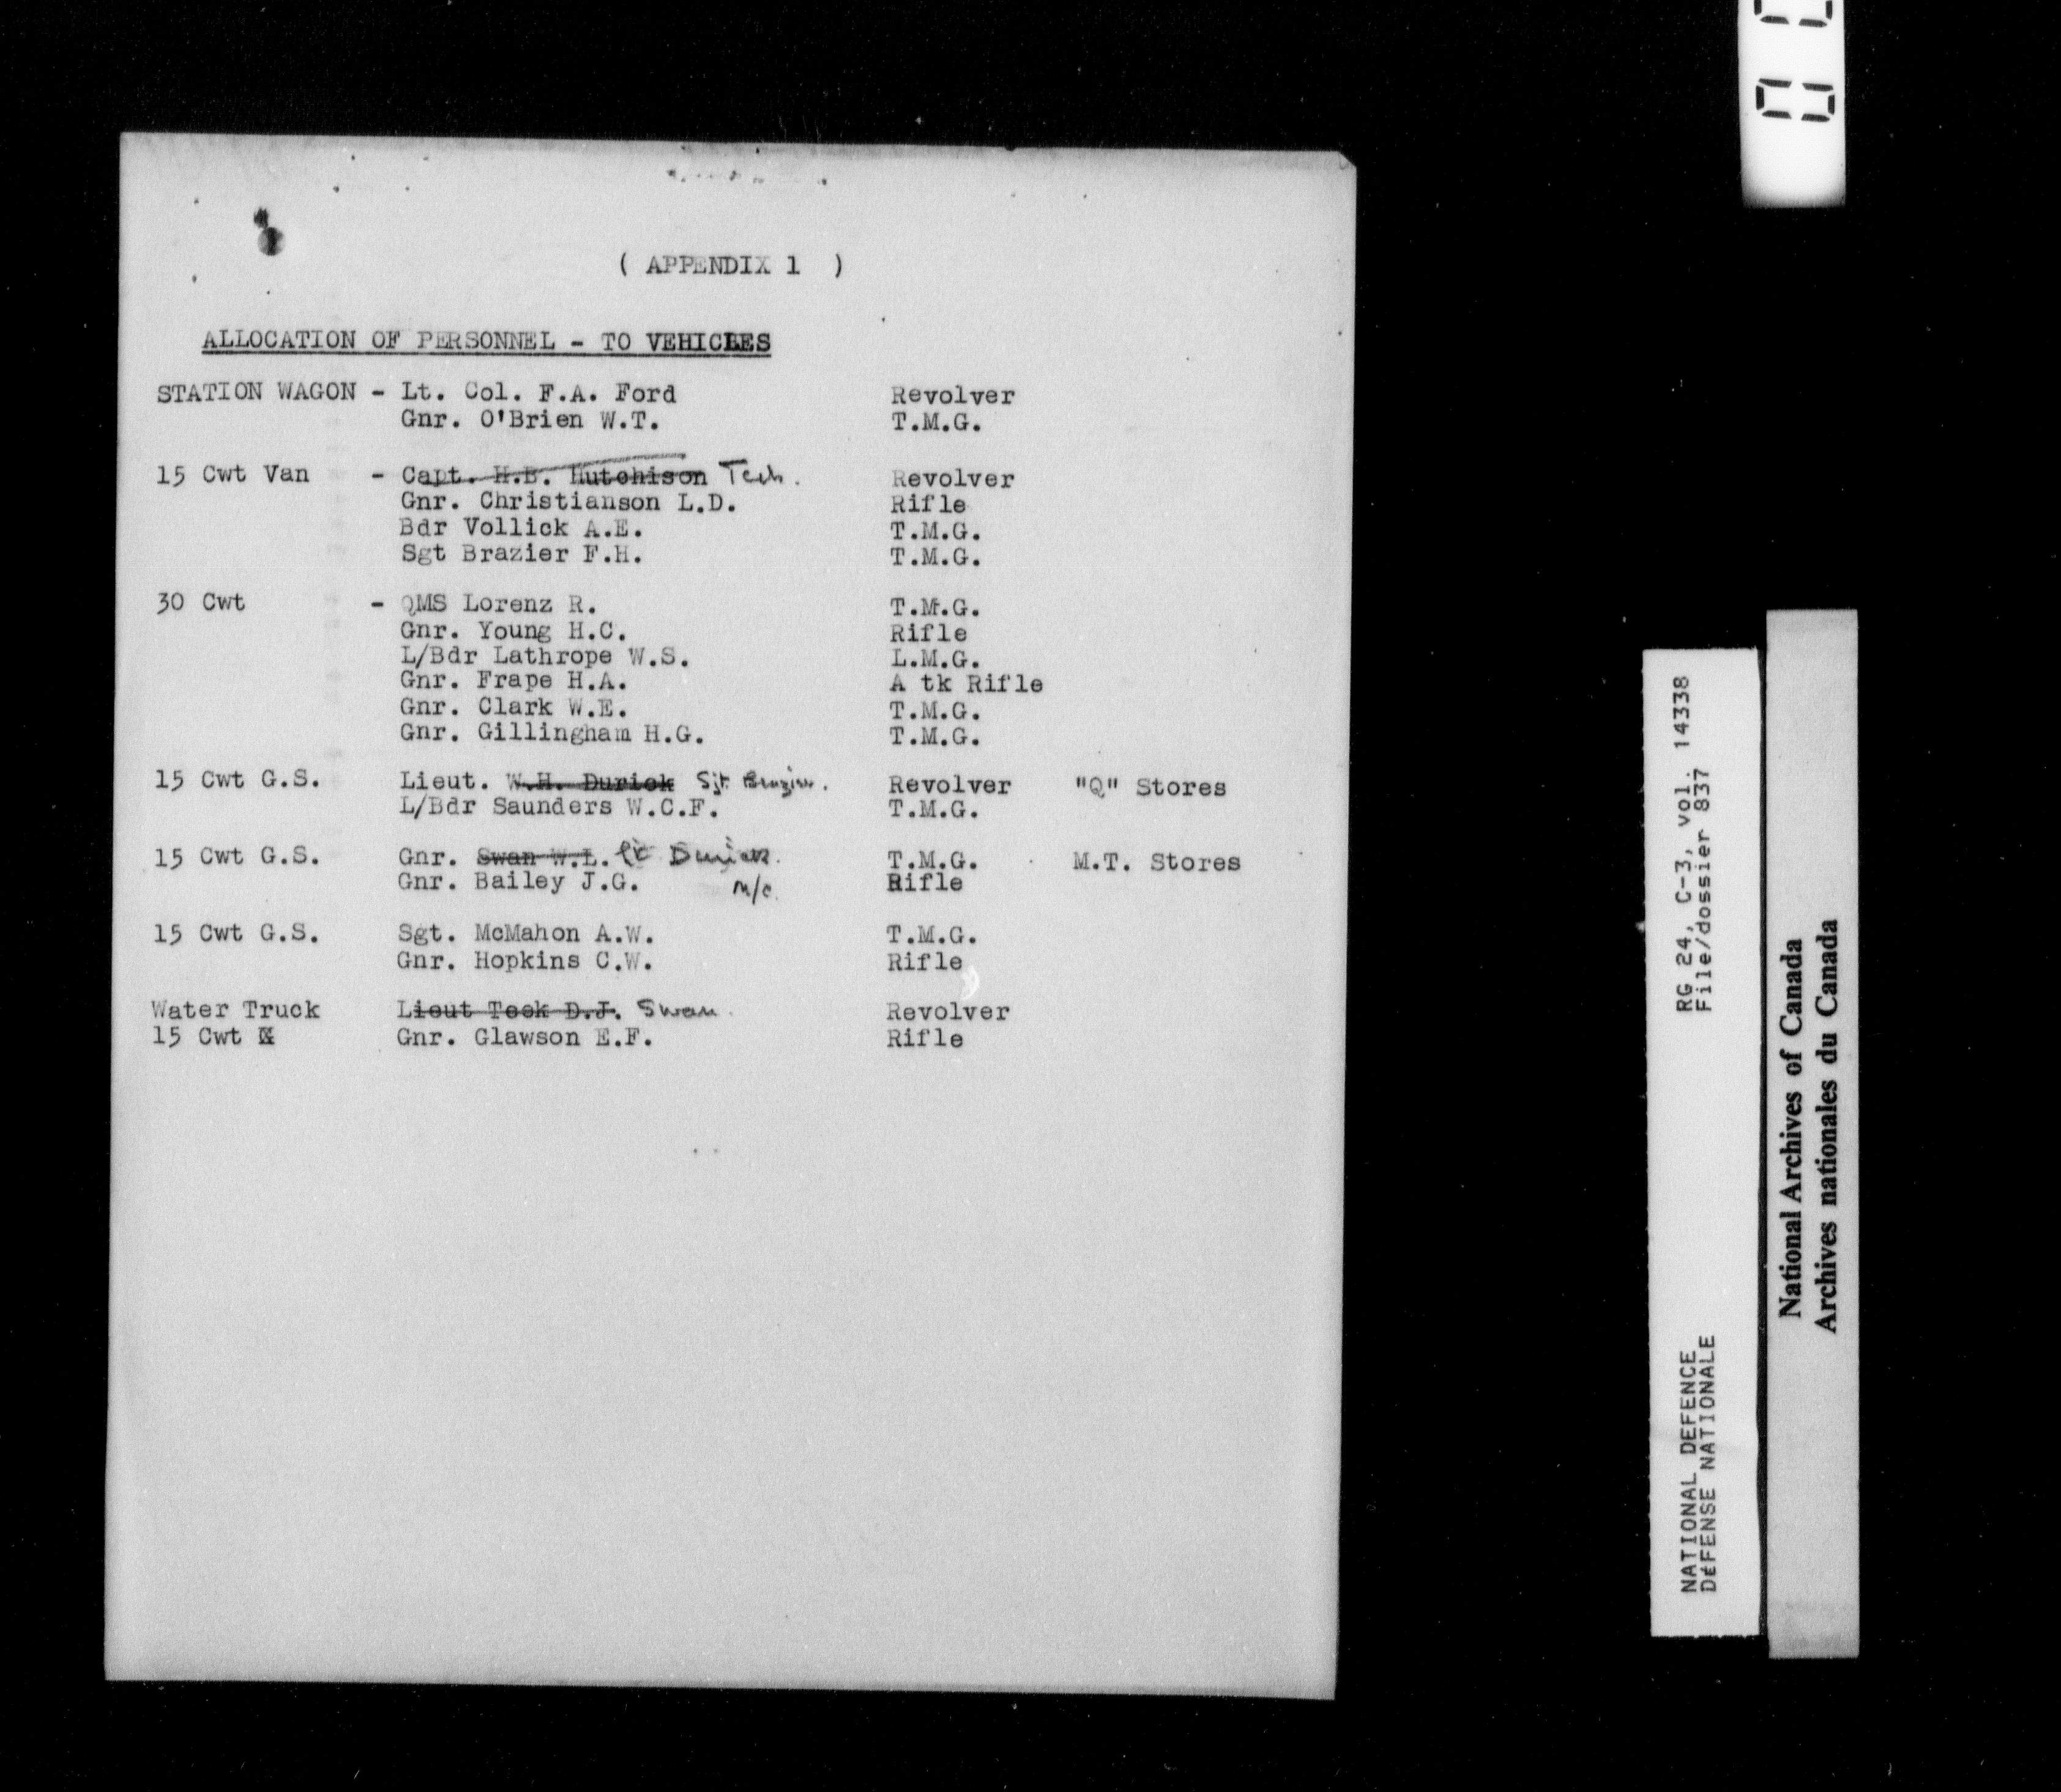 ( APPENDIX 1 )
ALLOCATION OF PERSONNEL - TO VEHICLES
STATION WAGON - Lt. Col. F.A. Ford Revolver
Gnr. O'Brien W.T. T.M.G.
15 Cwt Van - Capt. H.B. Hutchison Tech. Revolver
Gnr. Christianson L.D. Rifle
Bdr Vollick A.E. T.M.G.
Sgt Brazier F.H. T.M.G.
30 Cwt - QMS Lorenz R. T.M.G.
Gnr. Young H.C. Rifle
L/Bdr Lathrope W.S. L.M.G.
Gnr. Frape H.A. A tk Rifle
Gnr. Clark W.E. T.M.G.
Gnr. Gillingham H.G. T.M.G.
15 Cwt G.S. Lieut. W.H. Durick Sjt. Brazier. Revolver "Q" Stores
L/Bdr Saunders W.C.F. T.M.G.
15 Cwt G.S. Gnr. Swan W.L. Durick. T.M.G. M.T. Stores
Gnr. Bailey J.G. M/C. Rifle
15 Cwt G.S. Sgt. McMahon A.W. T.M.G.
Gnr. Hopkins C.W. Rifle
Water Truck Lieut Teek D.J. Swan. Revolver
15 Cwt Gnr. Glawson E.F. Rifle
RG 24, C-3, vol. 14338
File/dossier 837
NATIONAL DEFENCE
DÉFENSE NATIONALE
National Archives of Canada
Archives nationales du Canada